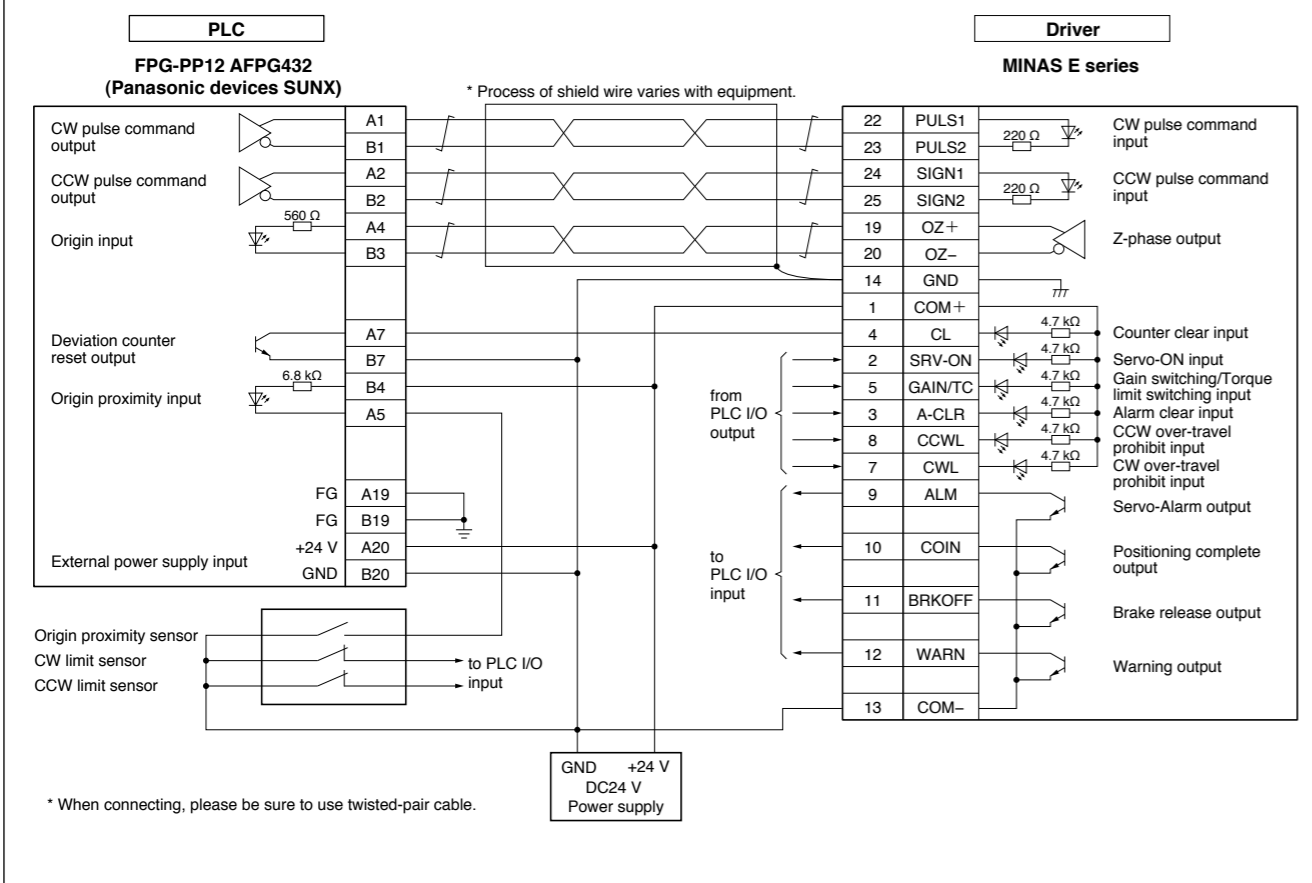 PLC
Driver
FPG-PP12 AFPG432
(Panasonic devices SUNX)
MINAS E series
* Process of shield wire varies with equipment.
CW pulse command
output
A1
B1
CCW pulse command
output
A2
B2
560 Ω
Origin input
A4
B3
Deviation counter
reset output
A7
B7
6.8 kΩ
Origin proximity input
B4
A5
FG A19
FG B19
External power supply input
+24 V A20
GND B20
Origin proximity sensor
CW limit sensor
CCW limit sensor
to PLC I/O
input
22 PULS1
23 PULS2
220 Ω
CW pulse command
input
24 SIGN1
25 SIGN2
220 Ω
CCW pulse command
input
19 OZ+
20 OZ−
Z-phase output
14 GND
1 COM+
4 CL 4.7 kΩ Counter clear input
2 SRV-ON 4.7 kΩ Servo-ON input
5 GAIN/TC 4.7 kΩ Gain switching/Torque
limit switching input
3 A-CLR 4.7 kΩ Alarm clear input
8 CCWL 4.7 kΩ CCW over-travel
prohibit input
7 CWL 4.7 kΩ CW over-travel
prohibit input
from
PLC I/O
output
9 ALM Servo-Alarm output
10 COIN Positioning complete
output
11 BRKOFF Brake release output
12 WARN Warning output
13 COM−
to
PLC I/O
input
GND +24 V
DC24 V
Power supply
* When connecting, please be sure to use twisted-pair cable.